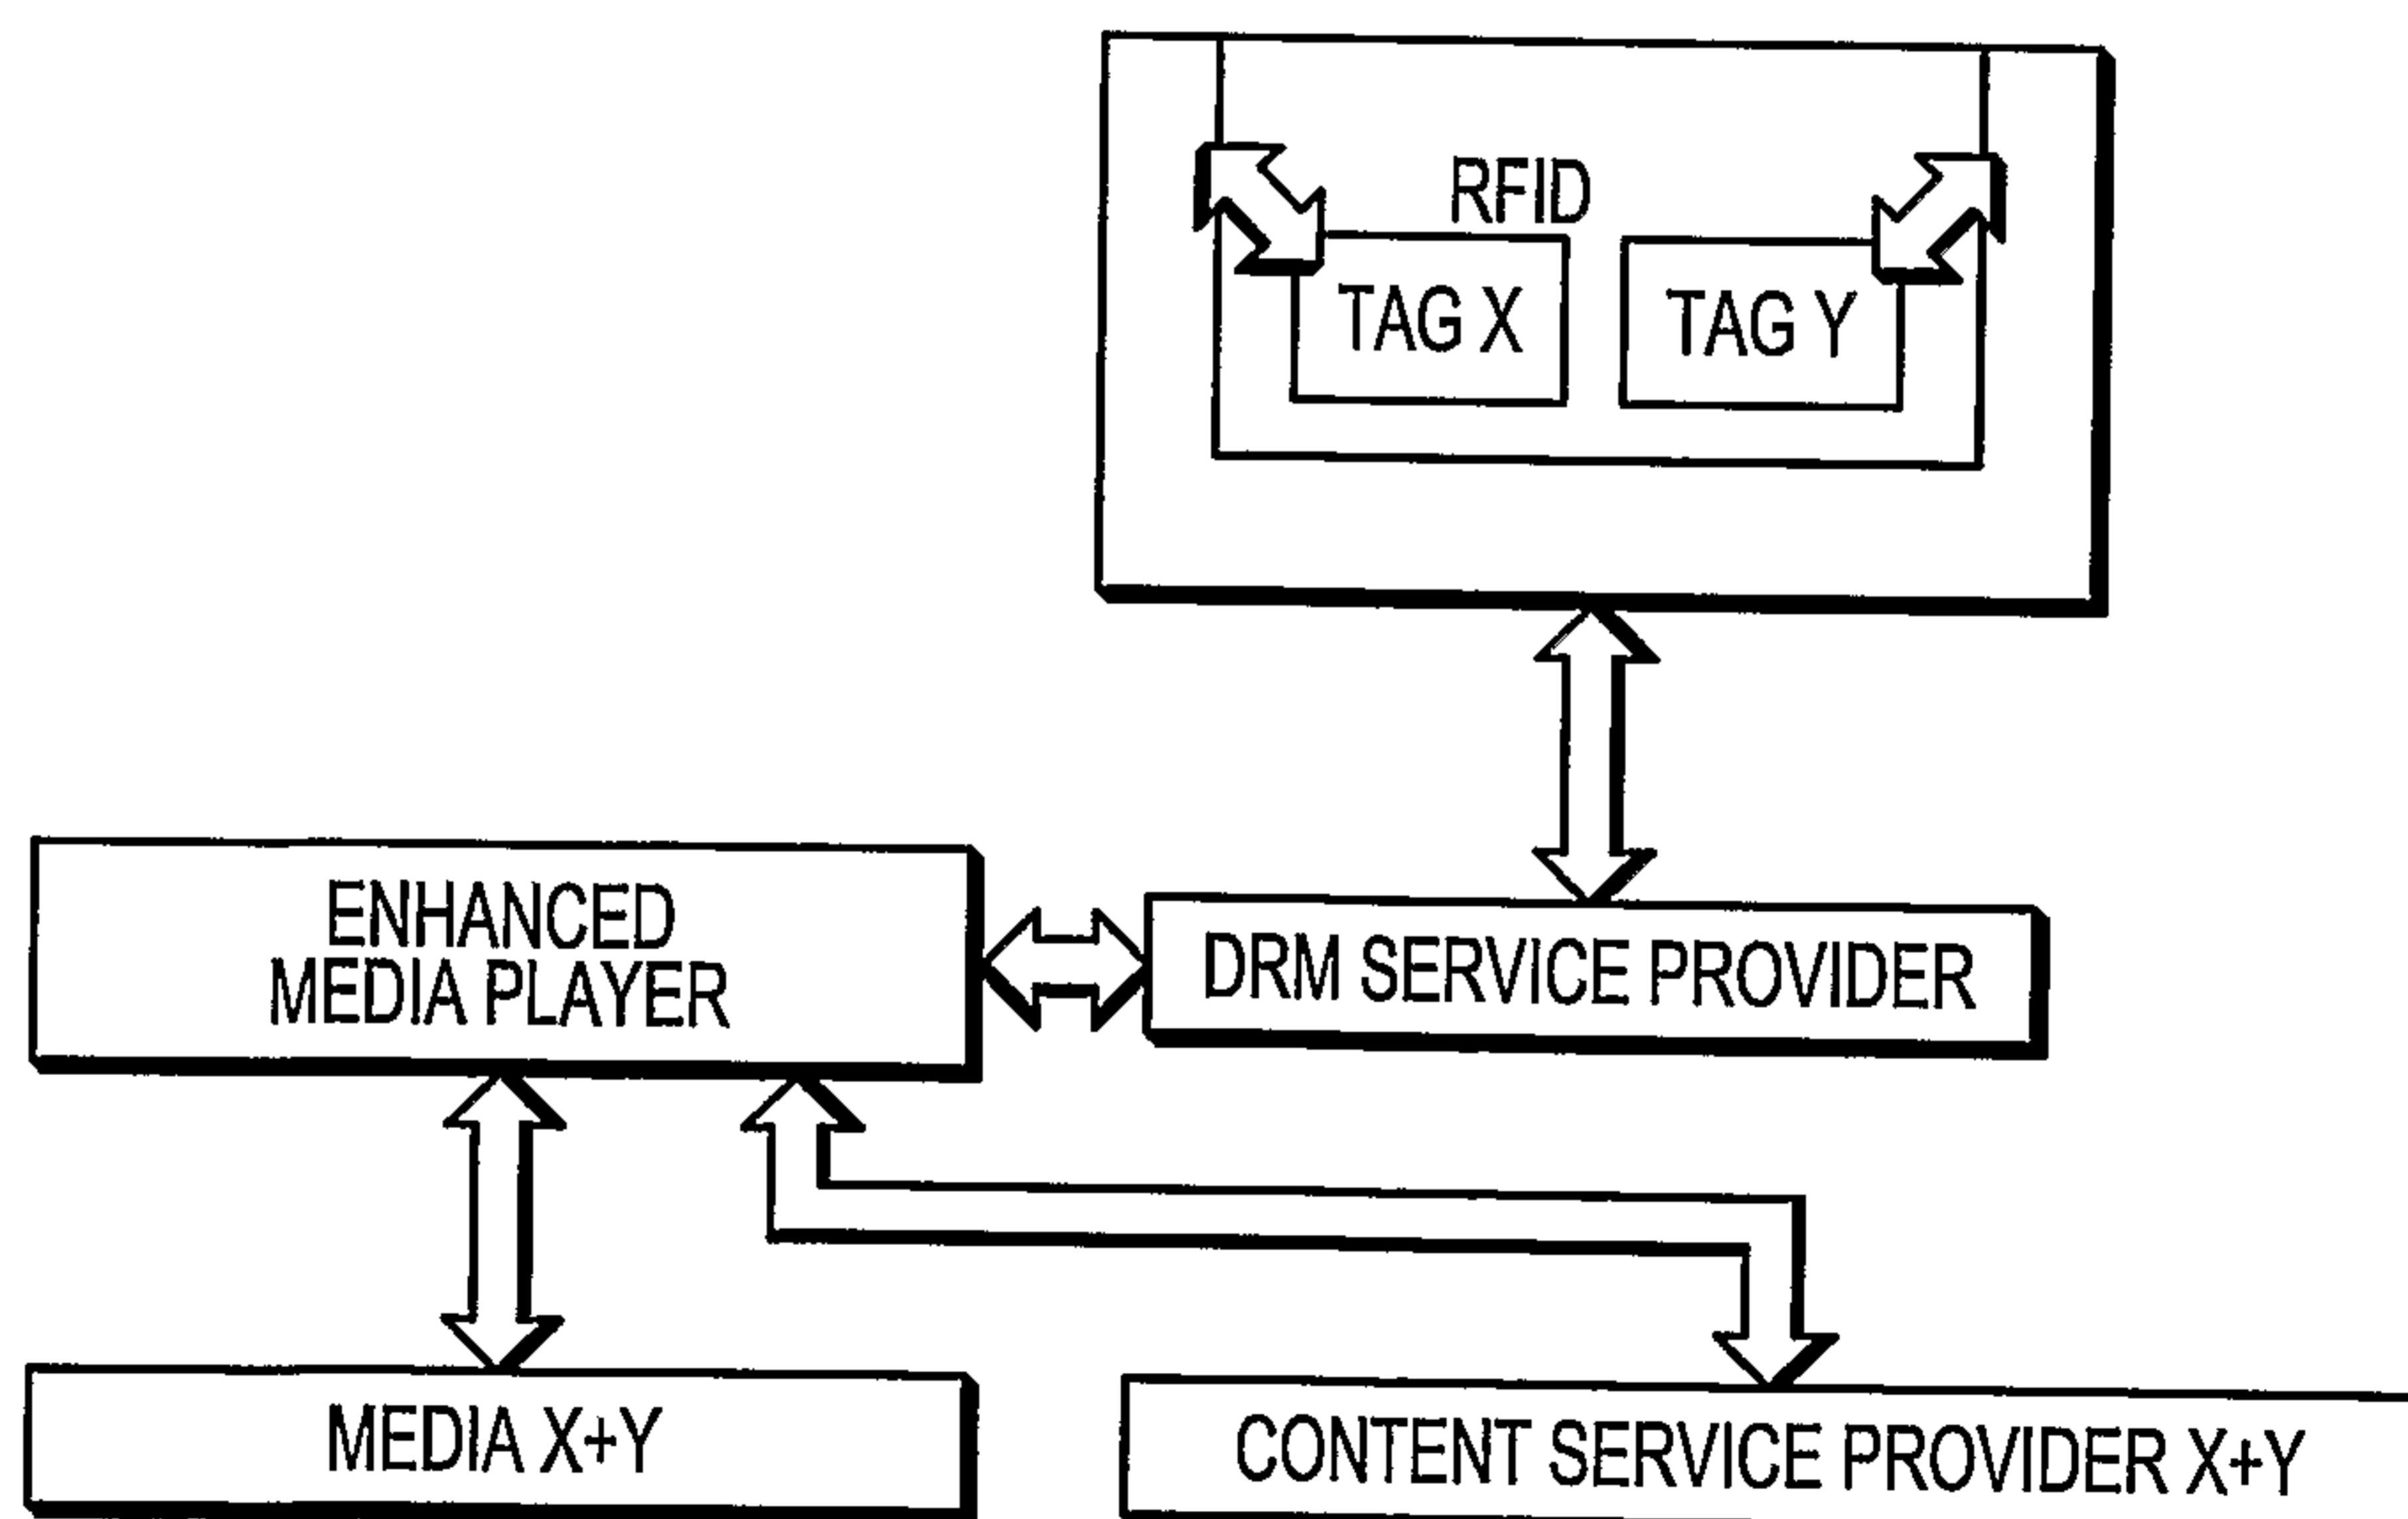 RFID
TAG X
TAG Y
ENHANCED
MEDIA PLAYER
DRM SERVICE PROVIDER
MEDIA X+Y
CONTENT SERVICE PROVIDER X+Y